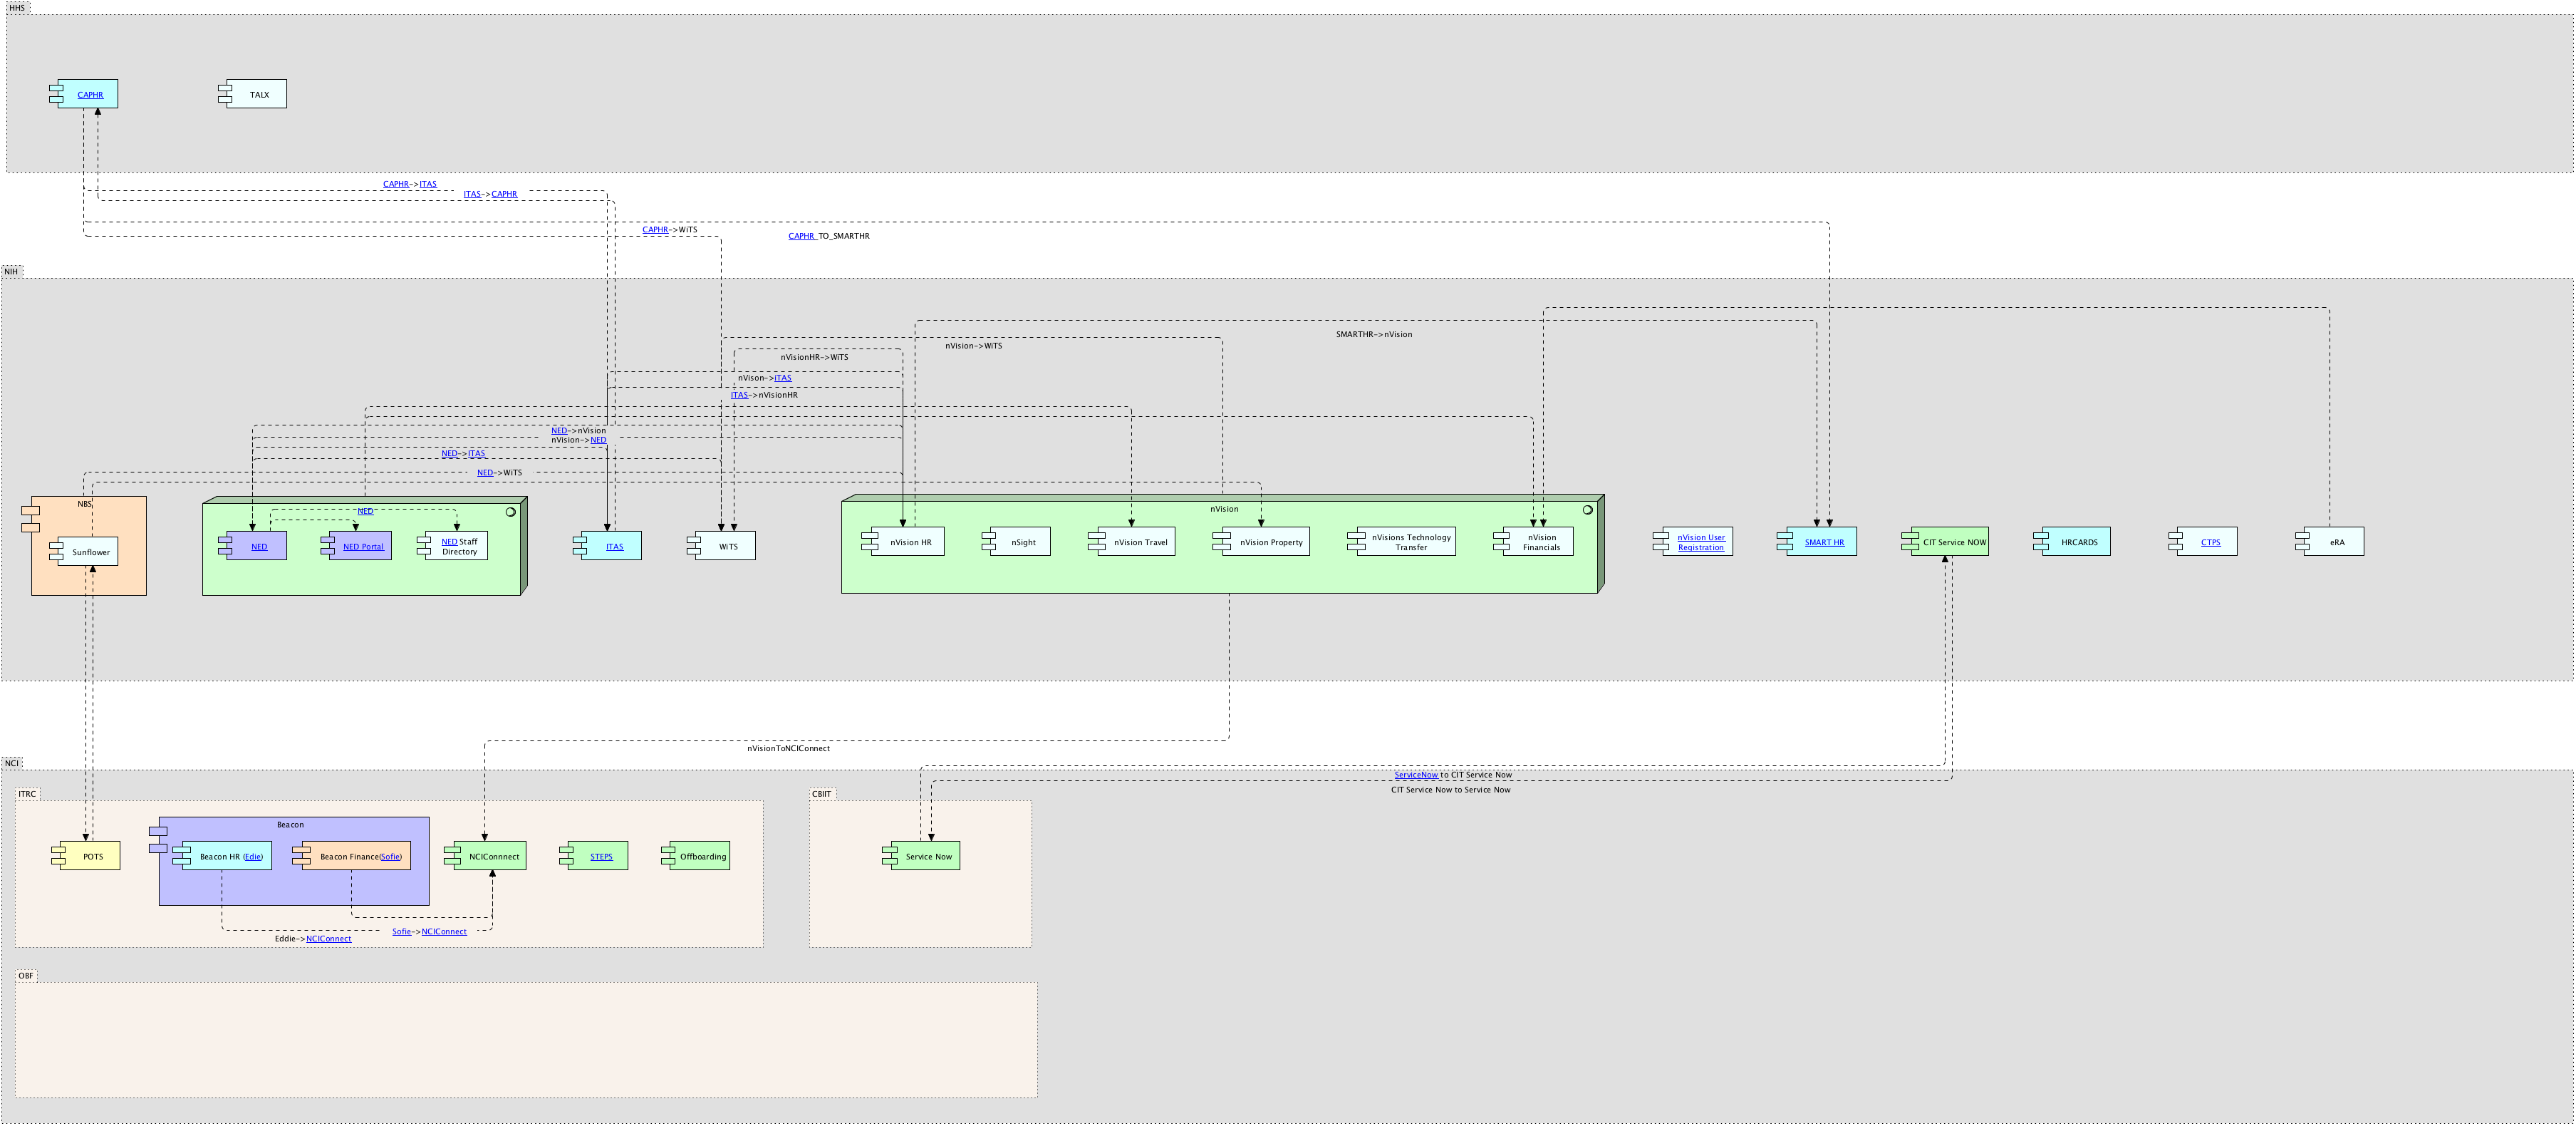 HHS
CAPHR
TALX
CAPHR->ITAS
ITAS->CAPHR
CAPHR->WiTS
CAPHR TO_SMARTHR
NIH
SMARTHR->nVision
nVision->WiTS
nVisionHR->WiTS
nVison->iTAS
ITAS->nVisionHR
NED->nVision
nVision->NED
NED->ITAS
NED->WiTS
NBS
Sunflower
NED
NED
NED Portal
NED Staff
Directory
ITAS
WiTS
nVision
nVision HR
nSight
nVision Travel
nVision Property
nVisions Technology
Transfer
nVision
Financials
nVision User
Registration
SMART HR
CIT Service NOW
HRCARDS
CTPS
eRA
nVisionToNCIConnect
NCI
ServiceNow to CIT Service Now
CIT Service Now to Service Now
ITRC
CBIIT
Beacon
POTS
Beacon HR (Edie)
Beacon Finance(Sofie)
NCIConnnect
STEPS
Offboarding
Service Now
Sofie->NCIConnect
Eddie->NCIConnect
OBF